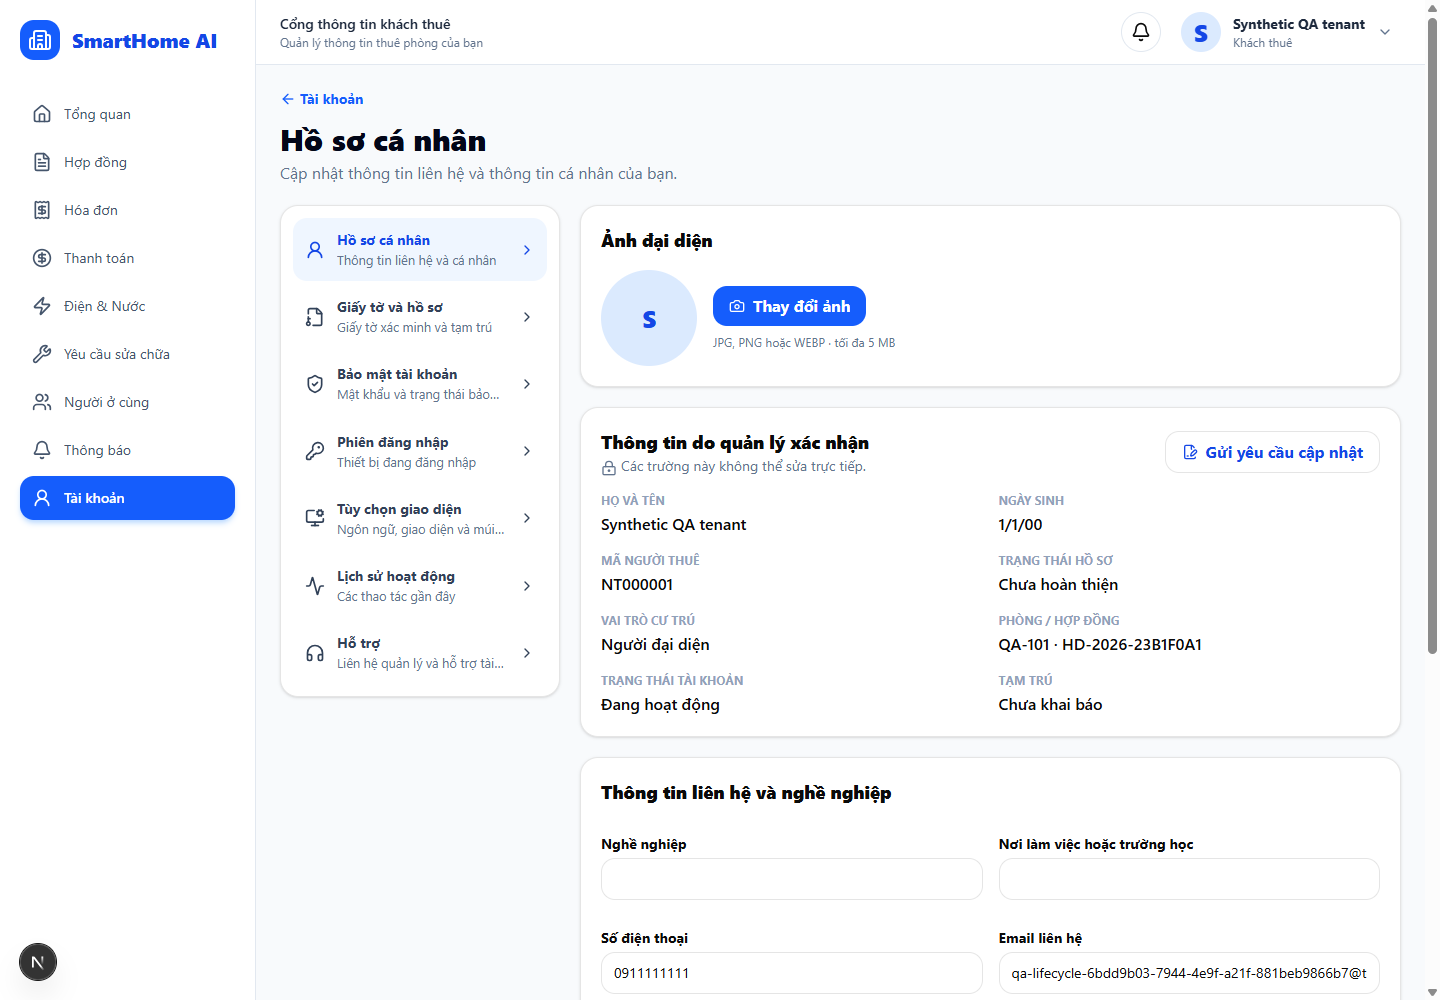 SmartHome AI
Tổng quan
Hợp đồng
Hóa đơn
Thanh toán
Điện & Nước
Yêu cầu sửa chữa
Người ở cùng
Thông báo
Tài khoản
N
Cổng thông tin khách thuê
Quản lý thông tin thuê phòng của bạn
S
Synthetic QA tenant
Khách thuê
Tài khoản
Hồ sơ cá nhân
Cập nhật thông tin liên hệ và thông tin cá nhân của bạn.
Hồ sơ cá nhân
Thông tin liên hệ và cá nhân
Giấy tờ và hồ sơ
Giấy tờ xác minh và tạm trú
Bảo mật tài khoản
Mật khẩu và trạng thái bảo...
Phiên đăng nhập
Thiết bị đang đăng nhập
Tùy chọn giao diện
Ngôn ngữ, giao diện và múi...
Lịch sử hoạt động
Các thao tác gần đây
Hỗ trợ
Liên hệ quản lý và hỗ trợ tài...
Ảnh đại diện
S
Thay đổi ảnh
JPG, PNG hoặc WEBP · tối đa 5 MB
Thông tin do quản lý xác nhận
Các trường này không thể sửa trực tiếp.
Gửi yêu cầu cập nhật
HỌ VÀ TÊN
Synthetic QA tenant
NGÀY SINH
1/1/00
MÃ NGƯỜI THUÊ
NT000001
TRẠNG THÁI HỒ SƠ
Chưa hoàn thiện
VAI TRÒ CƯ TRÚ
Người đại diện
PHÒNG / HỢP ĐỒNG
QA-101 · HD-2026-23B1F0A1
TRẠNG THÁI TÀI KHOẢN
Đang hoạt động
TẠM TRÚ
Chưa khai báo
Thông tin liên hệ và nghề nghiệp
Nghề nghiệp
Nơi làm việc hoặc trường học
Số điện thoại
0911111111
Email liên hệ
qa-lifecycle-6bdd9b03-7944-4e9f-a21f-881beb9866b7@t